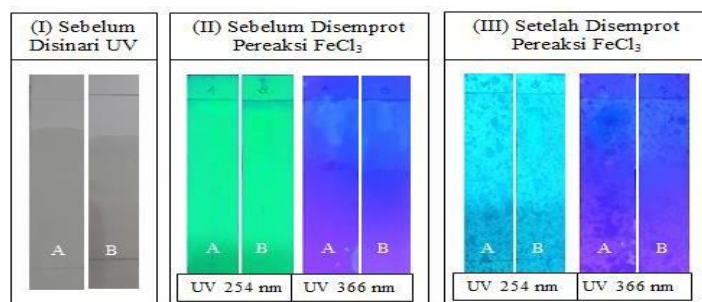 (I) Sebelum
Disinari UV
(II) Sebelum Disemprot
Pereaksi FeCl₃
(III) Setelah Disemprot
Pereaksi FeCl₃
A
B
A
B
A
B
A
B
A
B
UV 254 nm
UV 366 nm
UV 254 nm
UV 366 nm